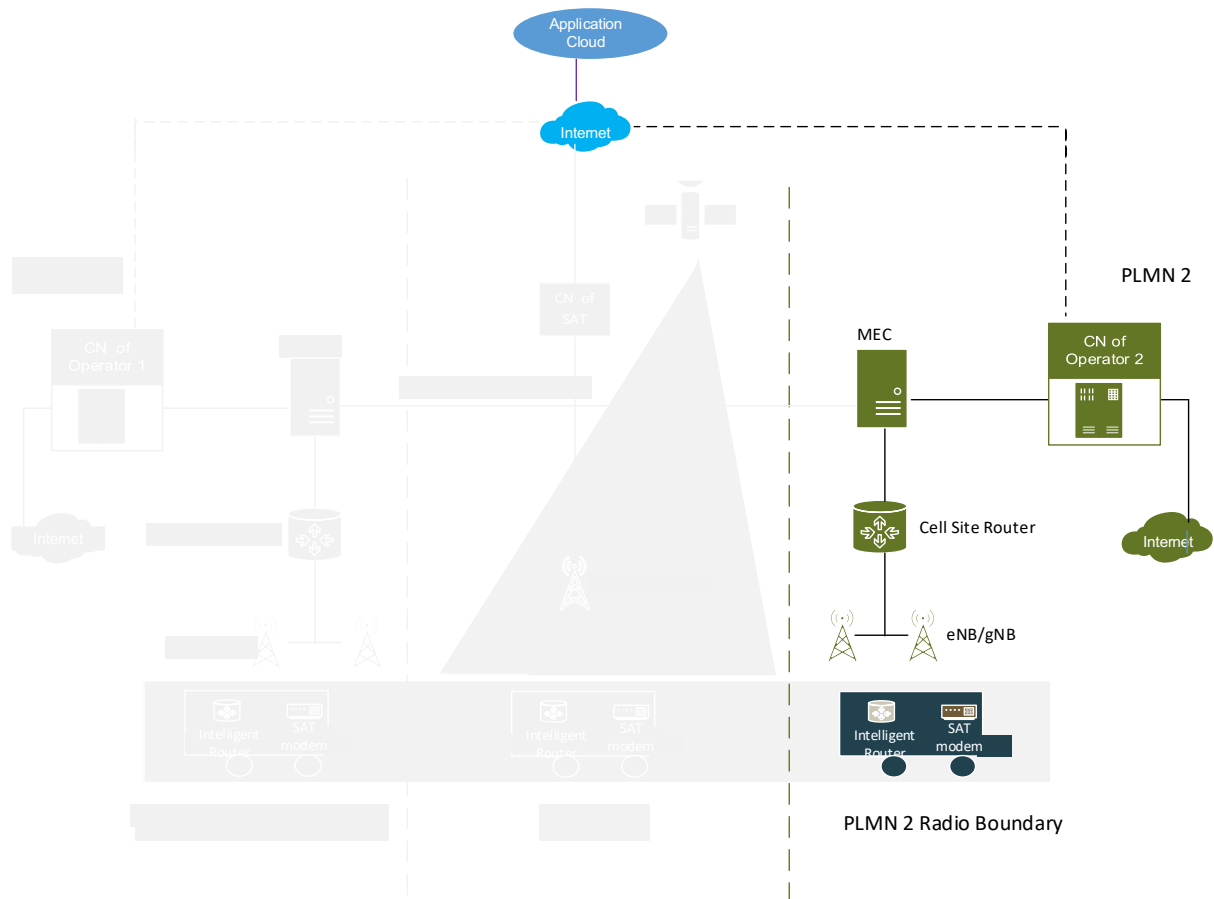 Application
Cloud
Internet
CN of
SAT
PLMN 2
CN of
Operator 1
MEC
CN of
Operator 2
Internet
Cell Site Router
Internet
eNB/gNB
Intelligent
Router
SAT
modem
Intelligent
Router
SAT
modem
Intelligent
Router
SAT
modem
PLMN 2 Radio Boundary